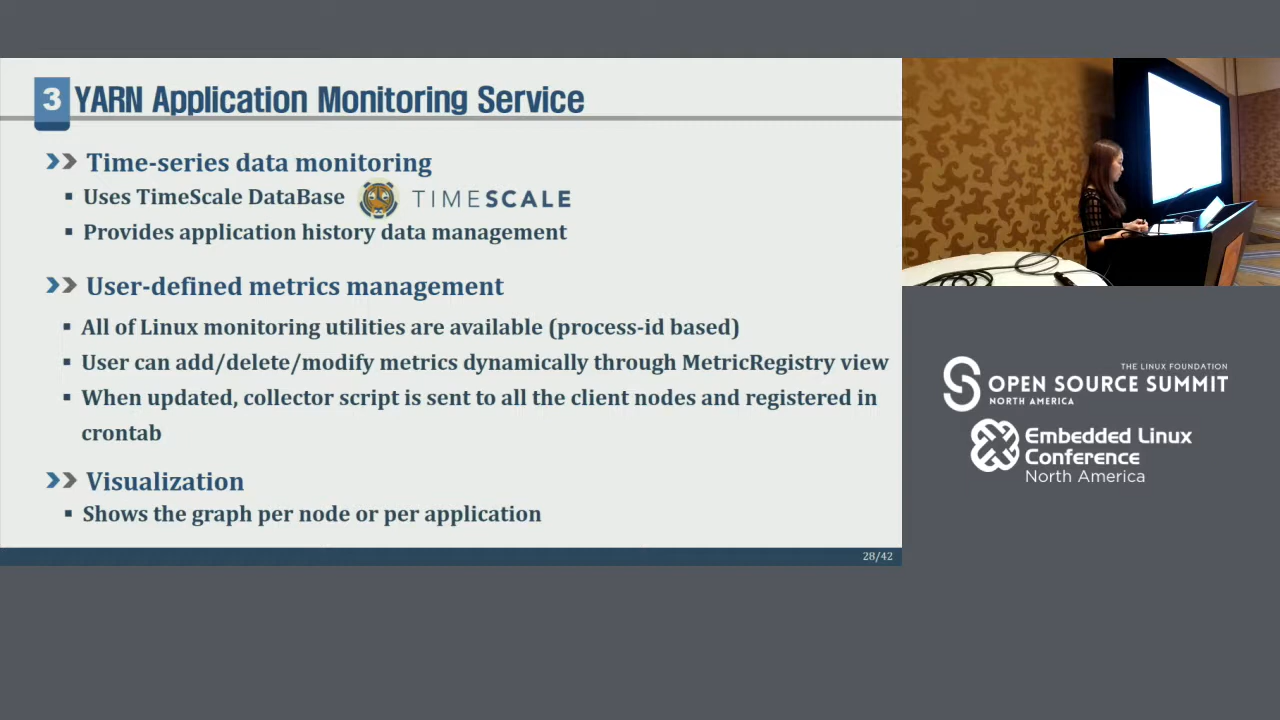 3 YARN Application Monitoring Service
Time-series data monitoring
Uses TimeScale DataBase TIMESCALE
Provides application history data management
User-defined metrics management
All of Linux monitoring utilities are available (process-id based)
User can add/delete/modify metrics dynamically through MetricRegistry view
When updated, collector script is sent to all the client nodes and registered in
crontab
Visualization
Shows the graph per node or per application
28/42
THE LINUX FOUNDATION
OPEN SOURCE SUMMIT
NORTH AMERICA
Embedded Linux
Conference
North America